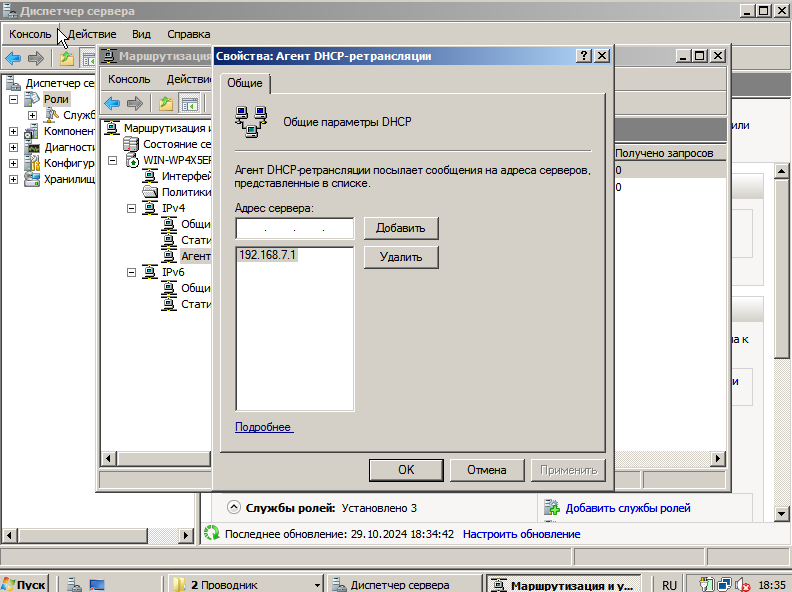 Диспетчер сервера
Консоль Действие Вид Справка
Диспетчер сер
Роли
Служб
Компонент
Диагности
Конфигур
Хранилищ
Маршрутизация
Консоль Действи
Маршрутизация и
Состояние се
WIN-WP4X5EF
Интерфей
Политики
IPv4
Общи
Стати
Агент
IPv6
Общи
Стати
Свойства: Агент DHCP-ретрансляции
Общие
Общие параметры DHCP
Агент DHCP-ретрансляции посылает сообщения на адреса серверов,
представленные в списке.
Адрес сервера:
. . .
Добавить
192.168.7.1
Удалить
Подробнее
OK Отмена Применить
Получено запросов
0
0
или
а к
и
Службы ролей: Установлено 3
Добавить службы ролей
Последнее обновление: 29.10.2024 18:34:42 Настроить обновление
Пуск
2 Проводник
Диспетчер сервера
Маршрутизация и у...
RU
18:35